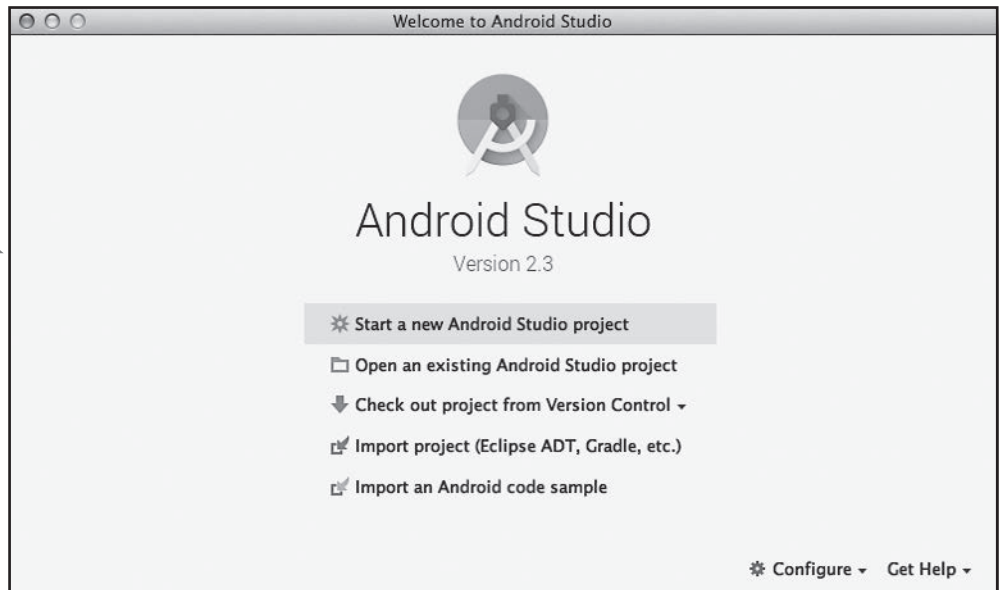 Welcome to Android Studio
Android Studio
Version 2.3
Start a new Android Studio project
Open an existing Android Studio project
Check out project from Version Control
Import project (Eclipse ADT, Gradle, etc.)
Import an Android code sample
Configure Get Help